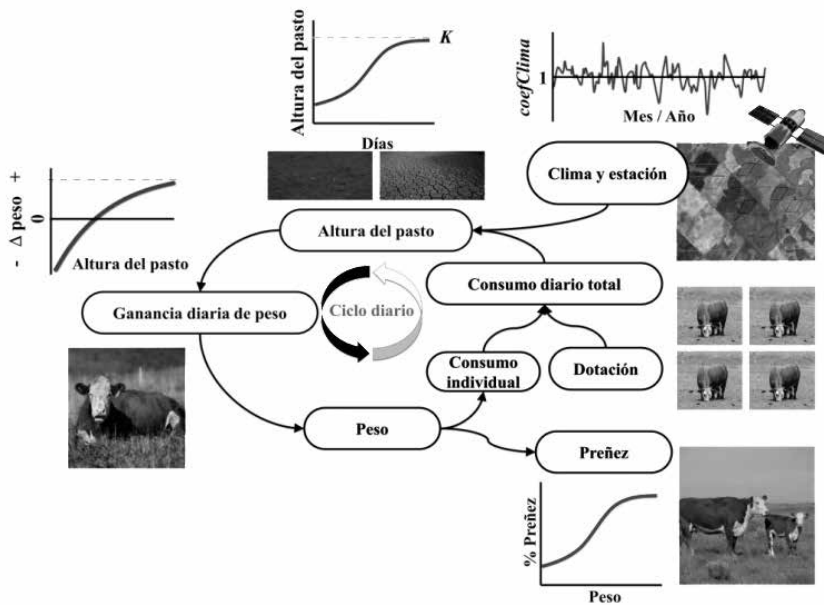 Altura del pasto
K
Días
coefClima
1
Mes / Año
Clima y estación
- Δ peso +
0
Altura del pasto
Altura del pasto
Consumo diario total
Ganancia diaria de peso
Ciclo diario
Consumo
individual
Dotación
Peso
Preñez
% Preñez
Peso